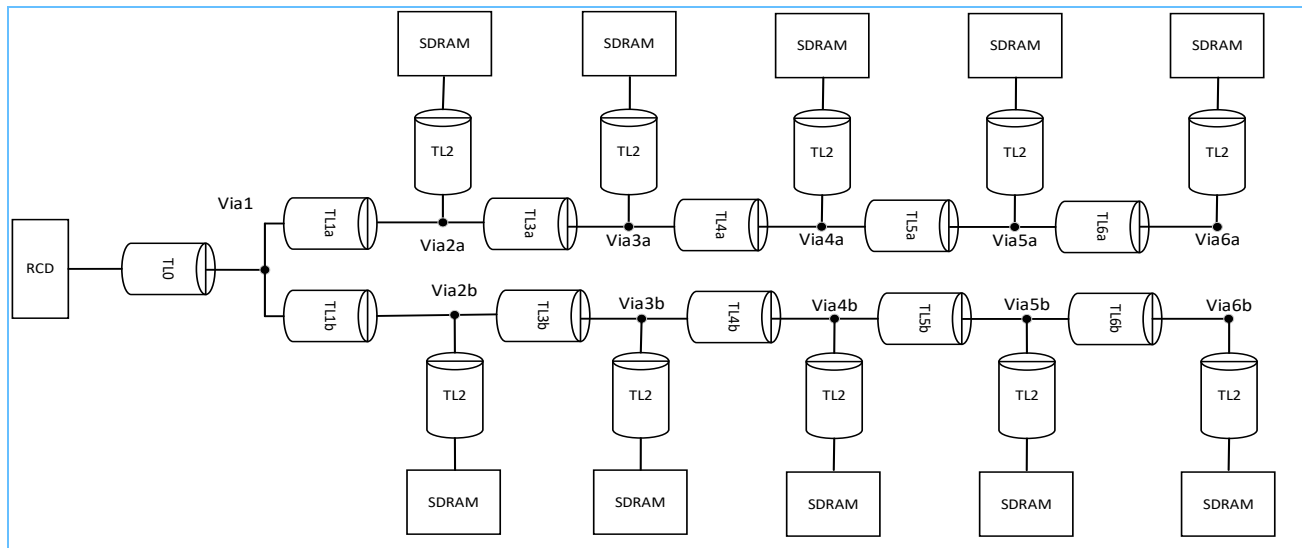 SDRAM SDRAM SDRAM SDRAM SDRAM
TL2 TL2 TL2 TL2 TL2
Via1
TL1a TL3a TL4a TL5a TL6a
Via2a Via3a Via4a Via5a Via6a
RCD TL0
Via2b Via3b Via4b Via5b Via6b
TL1b TL3b TL4b TL5b TL6b
TL2 TL2 TL2 TL2 TL2
SDRAM SDRAM SDRAM SDRAM SDRAM